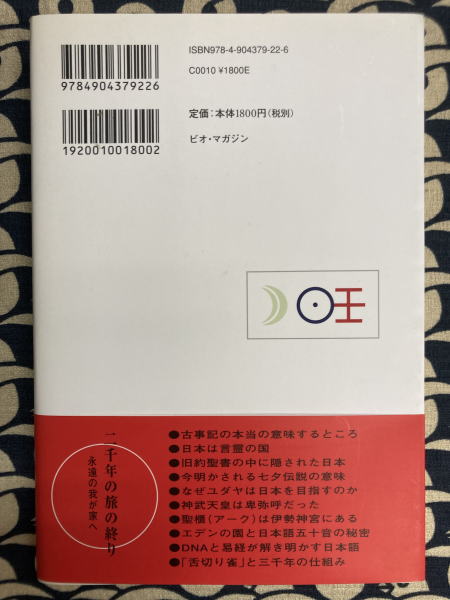 ISBN978-4-904379-22-6
C0010 ¥1800E
9784904379226
定価：本体1800円（税別）
ビオ・マガジン
1920010018002
二千年の旅の終り
永遠の我が家へ
●古事記の本当の意味するところ
●日本は言霊の国
●旧約聖書の中に隠された日本
●今明かされる七夕伝説の意味
●なぜユダヤは日本を目指すのか
●神武天皇は卑弥呼だった
●聖櫃（アーク）は伊勢神宮にある
●エデンの園と日本語五十音の秘密
●DNAと易経が解き明かす日本語
●「舌切り雀」と三千年の仕組み